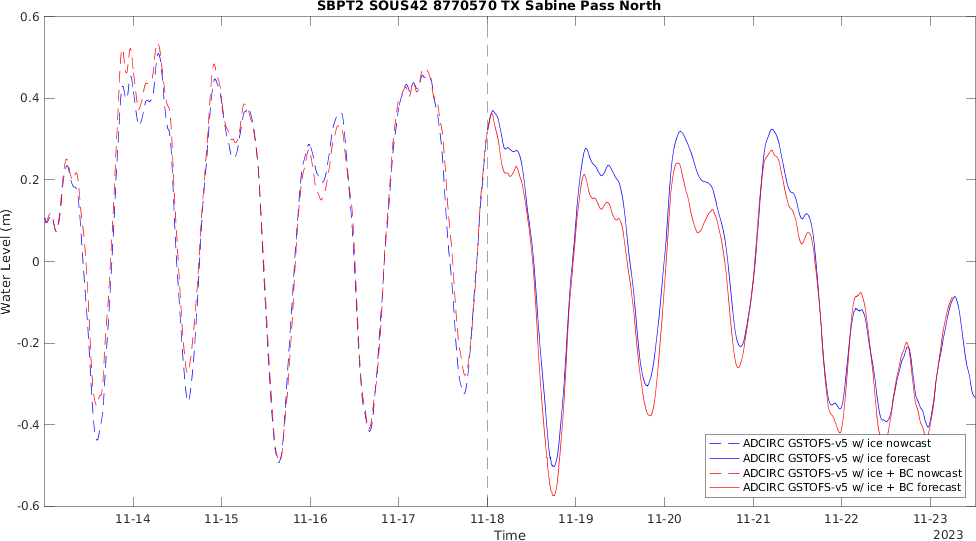 SBPT2 SOUS42 8770570 TX Sabine Pass North
0.6
0.4
0.2
0
-0.2
-0.4
-0.6
Water Level (m)
11-14 11-15 11-16 11-17 11-18 11-19 11-20 11-21 11-22 11-23
Time
2023
ADCIRC GSTOFS-v5 w/ ice nowcast
ADCIRC GSTOFS-v5 w/ ice forecast
ADCIRC GSTOFS-v5 w/ ice + BC nowcast
ADCIRC GSTOFS-v5 w/ ice + BC forecast